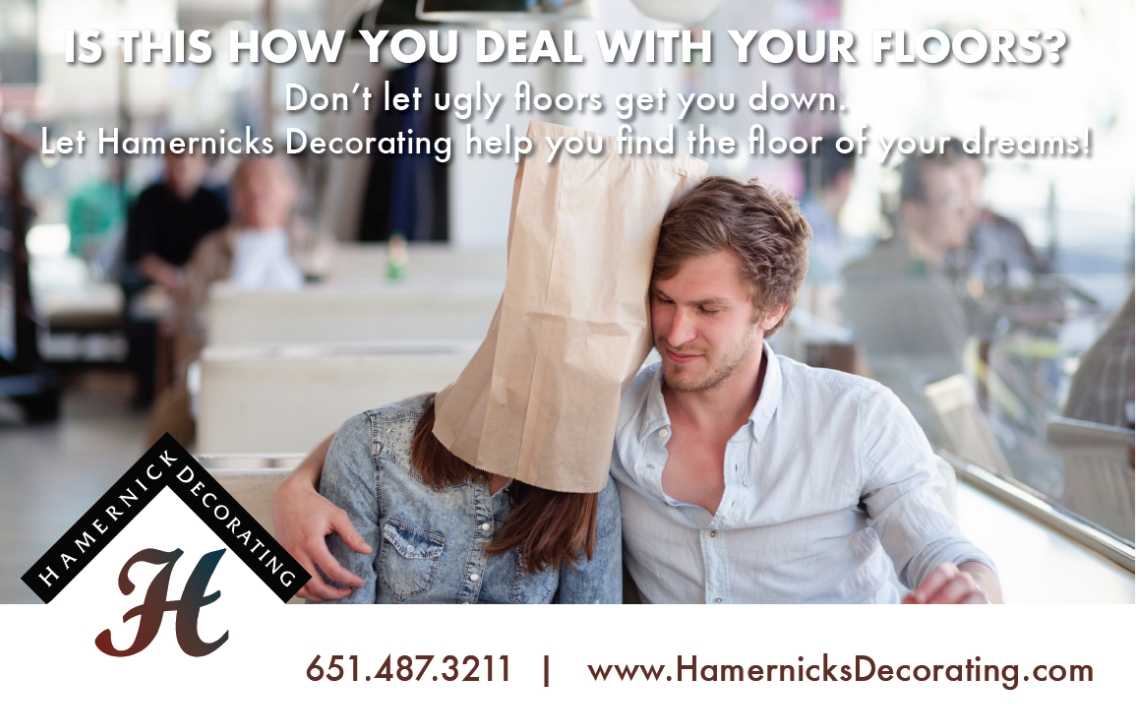 IS THIS HOW YOU DEAL WITH YOUR FLOORS?
Don't let ugly floors get you down.
Let Hamernicks Decorating help you find the floor of your dreams!
HAMERNICK DECORATING
H
651.487.3211 | www.HamernicksDecorating.com